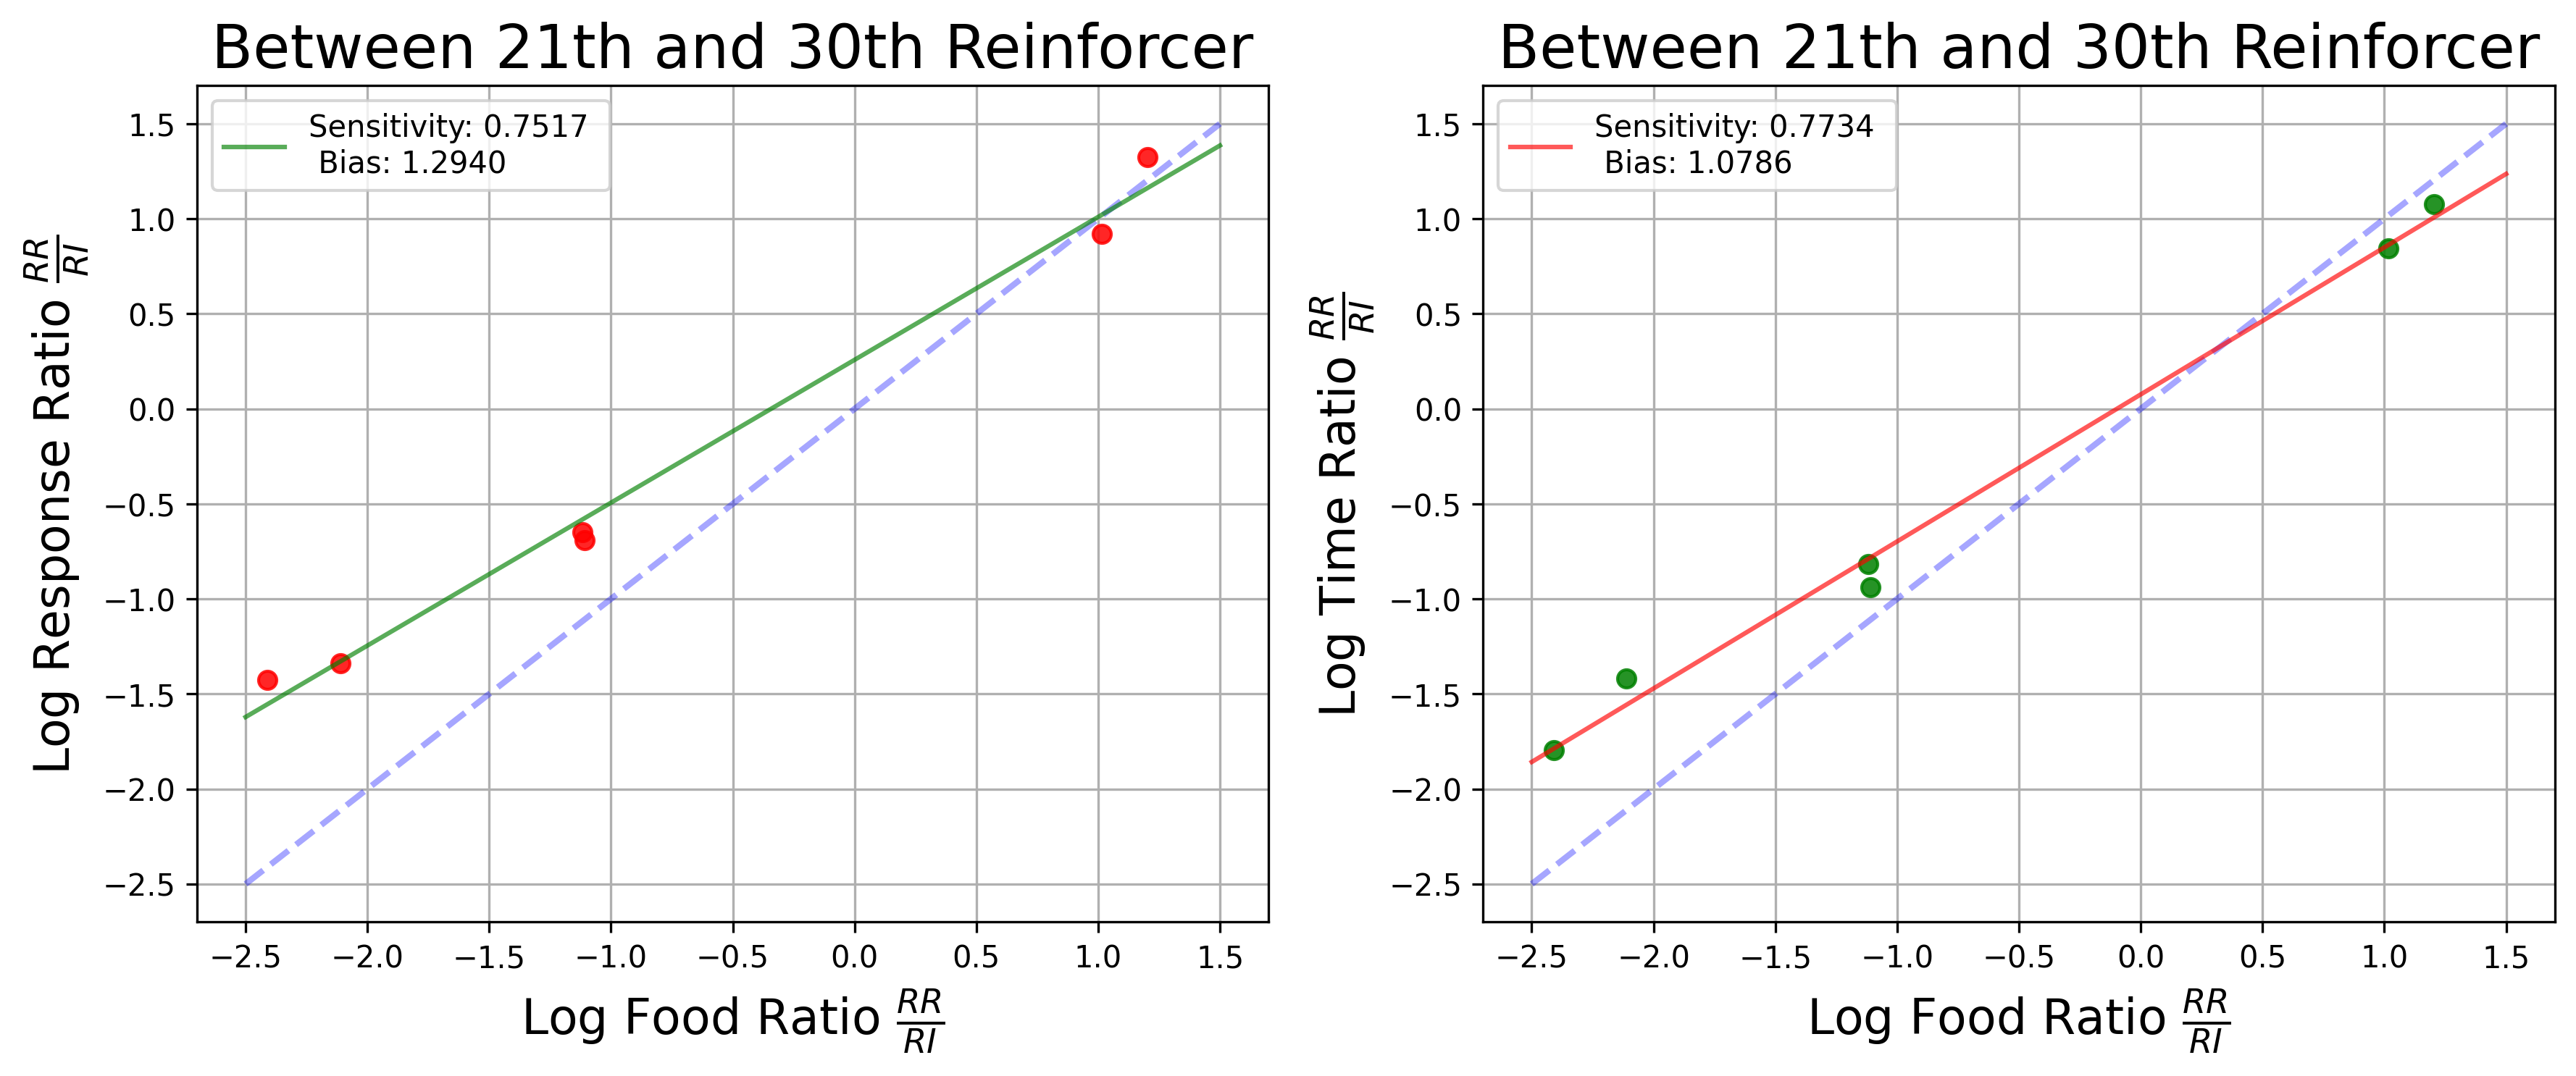 Between 21th and 30th Reinforcer
Sensitivity: 0.7517
Bias: 1.2940
Log Response Ratio RR/RI
1.5
1.0
0.5
0.0
−0.5
−1.0
−1.5
−2.0
−2.5
−2.5 −2.0 −1.5 −1.0 −0.5 0.0 0.5 1.0 1.5
Log Food Ratio RR/RI
Between 21th and 30th Reinforcer
Sensitivity: 0.7734
Bias: 1.0786
Log Time Ratio RR/RI
1.5
1.0
0.5
0.0
−0.5
−1.0
−1.5
−2.0
−2.5
−2.5 −2.0 −1.5 −1.0 −0.5 0.0 0.5 1.0 1.5
Log Food Ratio RR/RI